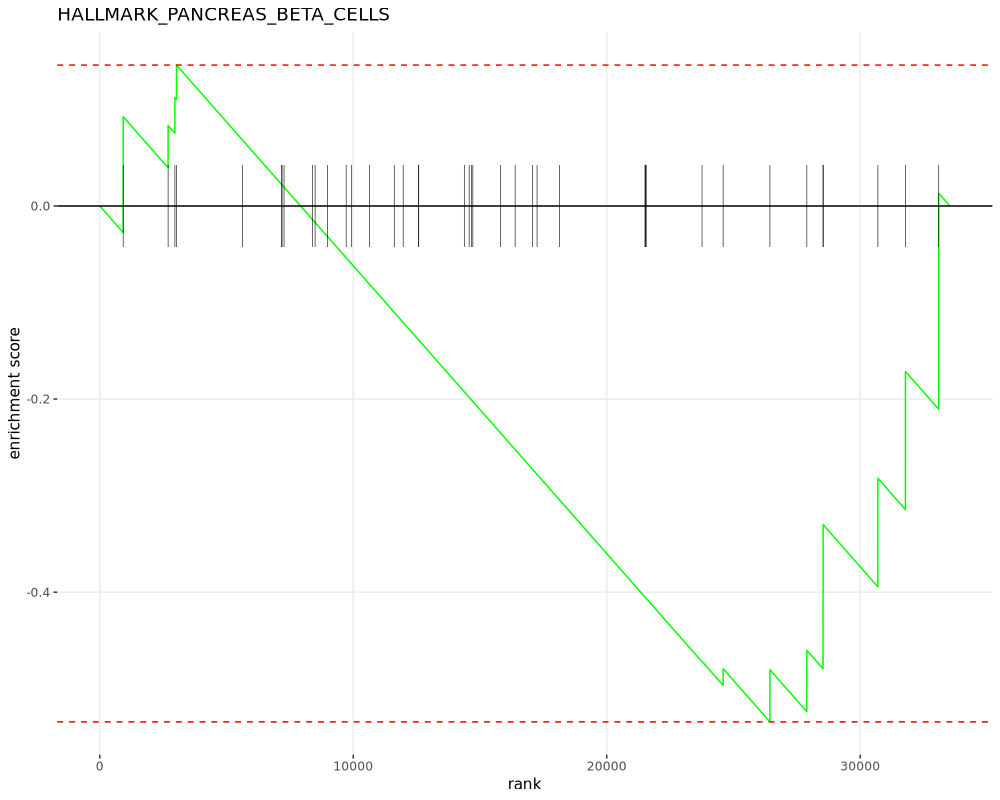 HALLMARK_PANCREAS_BETA_CELLS
0.0
-0.2
-0.4
enrichment score
0 10000 20000 30000
rank